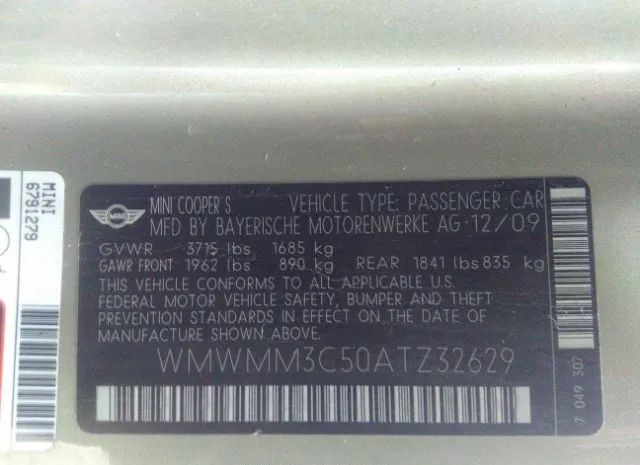 MINI
6791279
MINI
MINI COOPER S VEHICLE TYPE: PASSENGER CAR
MFD BY BAYERISCHE MOTORENWERKE AG-12/09
GVWR 3715 lbs 1685 kg
GAWR FRONT 1962 lbs 890 kg REAR 1841 lbs 835 kg
THIS VEHICLE CONFORMS TO ALL APPLICABLE U.S.
FEDERAL MOTOR VEHICLE SAFETY, BUMPER AND THEFT
PREVENTION STANDARDS IN EFFECT ON THE DATE OF
MANUFACTURE SHOWN ABOVE.
WMWMM3C50ATZ32629
7 049 307